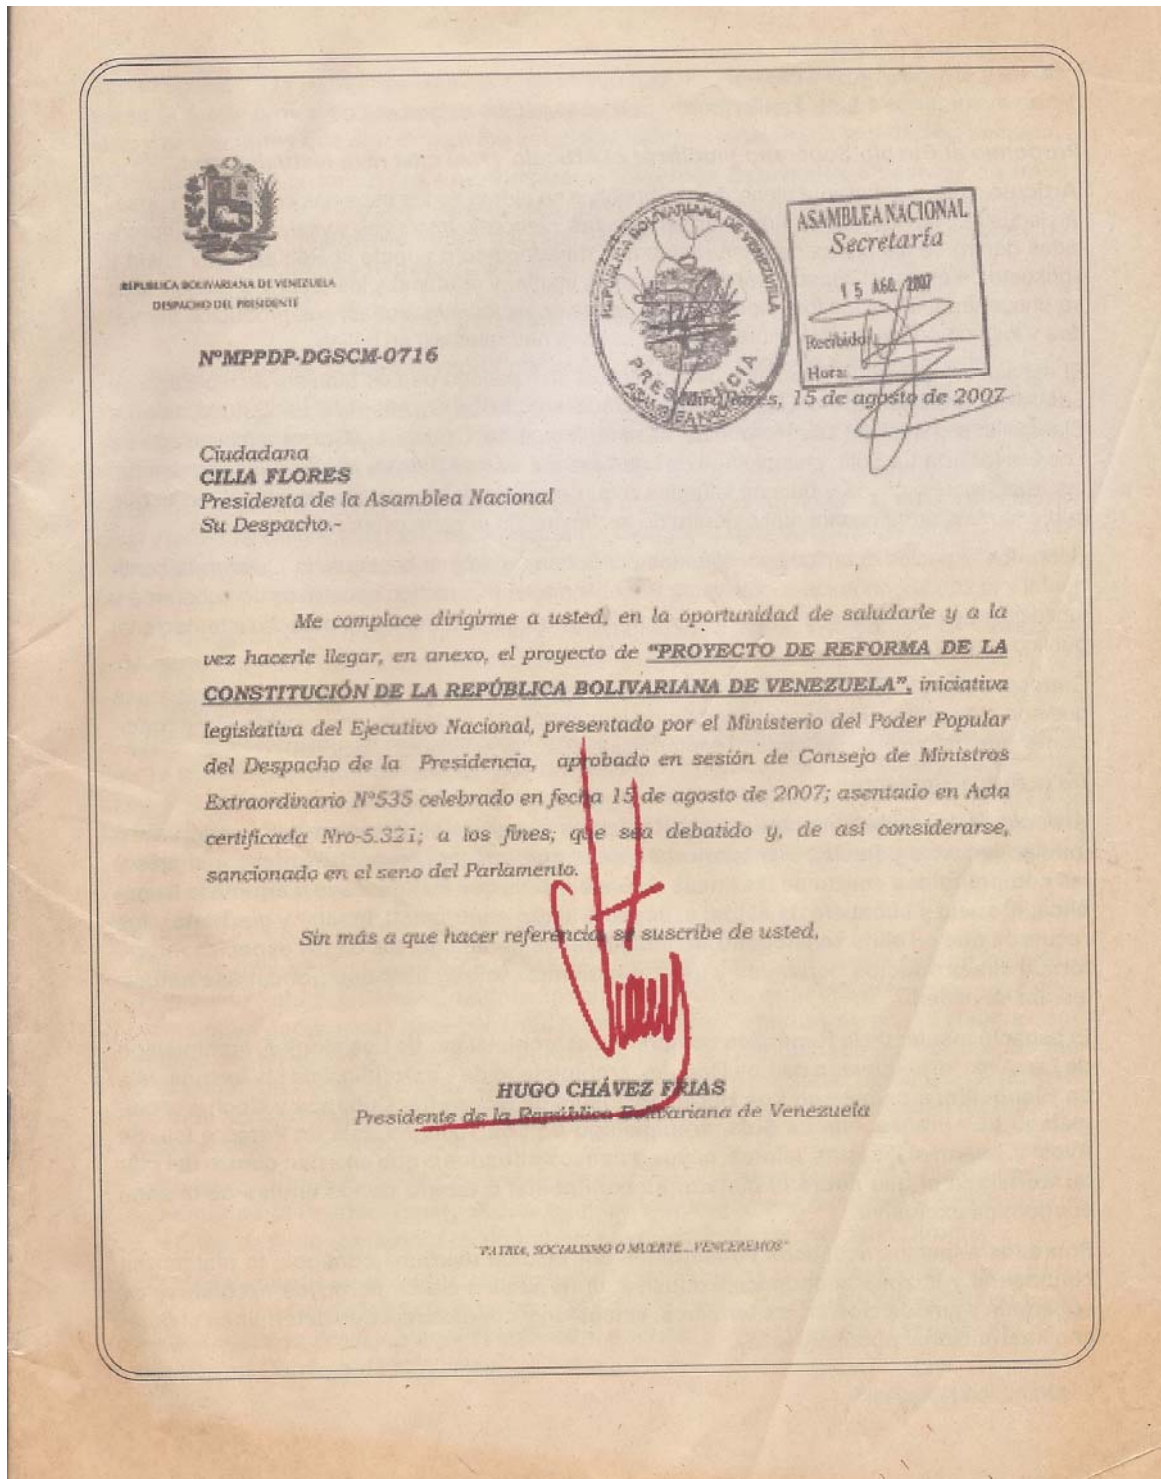 REPUBLICA BOLIVARIANA DE VENEZUELA
DESPACHO DEL PRESIDENTE
NºMPPDP-DGSCM-0716
REPÚBLICA BOLIVARIANA DE VENEZUELA
PRESIDENCIA
ASAMBLEA NACIONAL
ASAMBLEA NACIONAL
Secretaría
15 AGO. 2007
Recibido:
Hora:
Miraflores, 15 de agosto de 2007
Ciudadana
CILIA FLORES
Presidenta de la Asamblea Nacional
Su Despacho.-
Me complace dirigirme a usted, en la oportunidad de saludarle y a la
vez hacerle llegar, en anexo, el proyecto de "PROYECTO DE REFORMA DE LA
CONSTITUCIÓN DE LA REPÚBLICA BOLIVARIANA DE VENEZUELA", iniciativa
legislativa del Ejecutivo Nacional, presentado por el Ministerio del Poder Popular
del Despacho de la Presidencia, aprobado en sesión de Consejo de Ministros
Extraordinario Nº535 celebrado en fecha 15 de agosto de 2007; asentado en Acta
certificada Nro-5.321; a los fines; que sea debatido y, de así considerarse,
sancionado en el seno del Parlamento.
Sin más a que hacer referencia, se suscribe de usted,
HUGO CHÁVEZ FRIAS
Presidente de la República Bolivariana de Venezuela
"PATRIA, SOCIALISMO O MUERTE...VENCEREMOS"